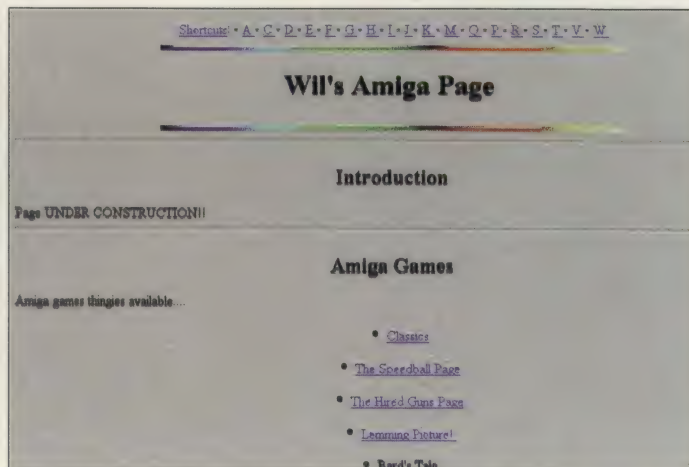 Shortcuts! • A • C • D • E • F • G • H • I • J • K • M • O • P • R • S • T • V • W
Wil's Amiga Page
Introduction
Page UNDER CONSTRUCTION!!
Amiga Games
Amiga games thingies available....
• Classics
• The Speedball Page
• The Hired Guns Page
• Lemming Picture!
• Bard's Tale